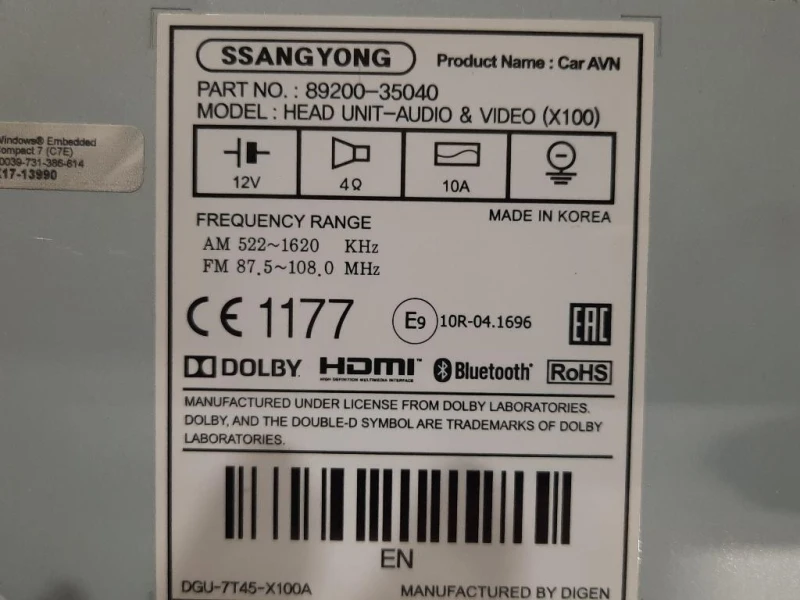 SSANGYONG
Product Name : Car AVN
PART NO. : 89200-35040
MODEL : HEAD UNIT-AUDIO & VIDEO (X100)
Windows® Embedded
Compact 7 (C7E)
0039-731-386-614
X17-13990
12V
4Ω
10A
FREQUENCY RANGE
MADE IN KOREA
AM 522~1620 KHz
FM 87.5~108.0 MHz
CE 1177
E9 10R-04.1696
EAC
DOLBY HDMI™ Bluetooth® RoHS
HIGH DEFINITION MULTIMEDIA INTERFACE
MANUFACTURED UNDER LICENSE FROM DOLBY LABORATORIES.
DOLBY, AND THE DOUBLE-D SYMBOL ARE TRADEMARKS OF DOLBY
LABORATORIES.
EN
DGU-7T45-X100A
MANUFACTURED BY DIGEN